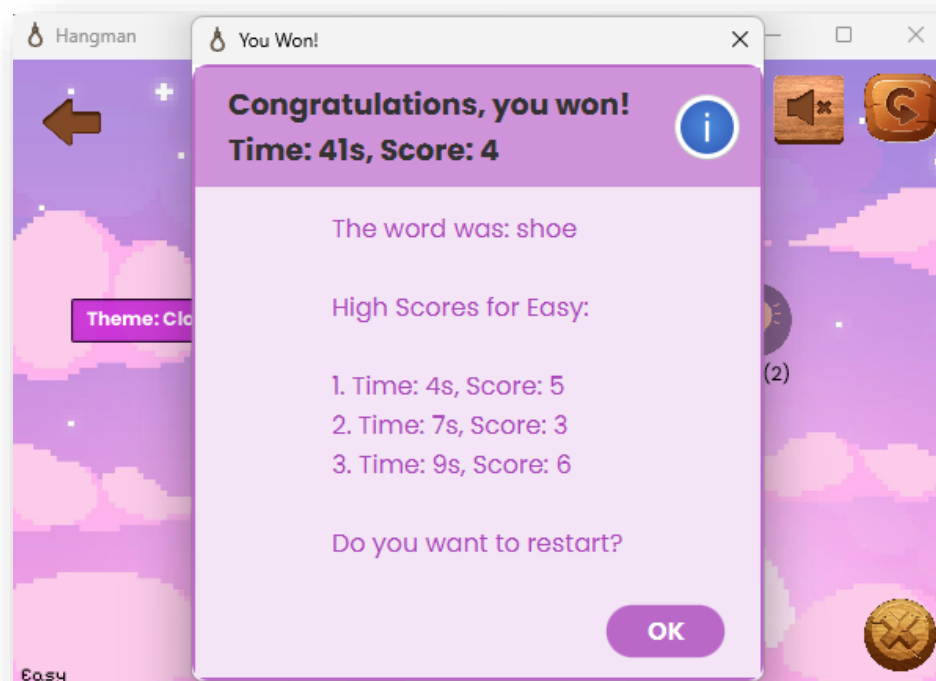 Hangman
You Won!
Congratulations, you won!
Time: 41s, Score: 4
The word was: shoe
Theme: Clo
High Scores for Easy:
(2)
1. Time: 4s, Score: 5
2. Time: 7s, Score: 3
3. Time: 9s, Score: 6
Do you want to restart?
OK
Easy